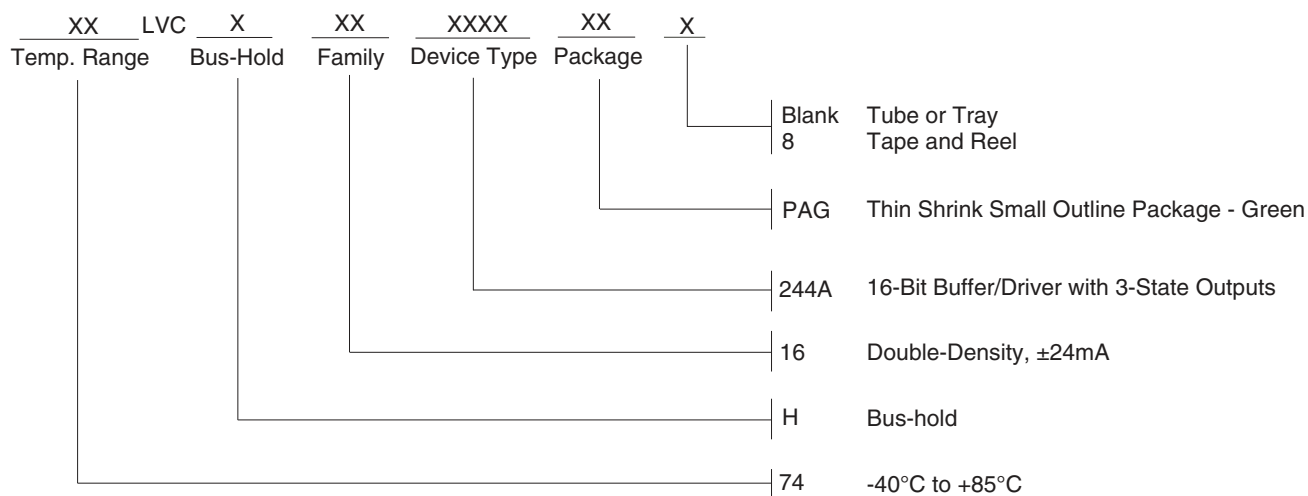 XX LVC X XX XXXX XX X
Temp. Range Bus-Hold Family Device Type Package
Blank Tube or Tray
8 Tape and Reel
PAG Thin Shrink Small Outline Package - Green
244A 16-Bit Buffer/Driver with 3-State Outputs
16 Double-Density, ±24mA
H Bus-hold
74 -40°C to +85°C